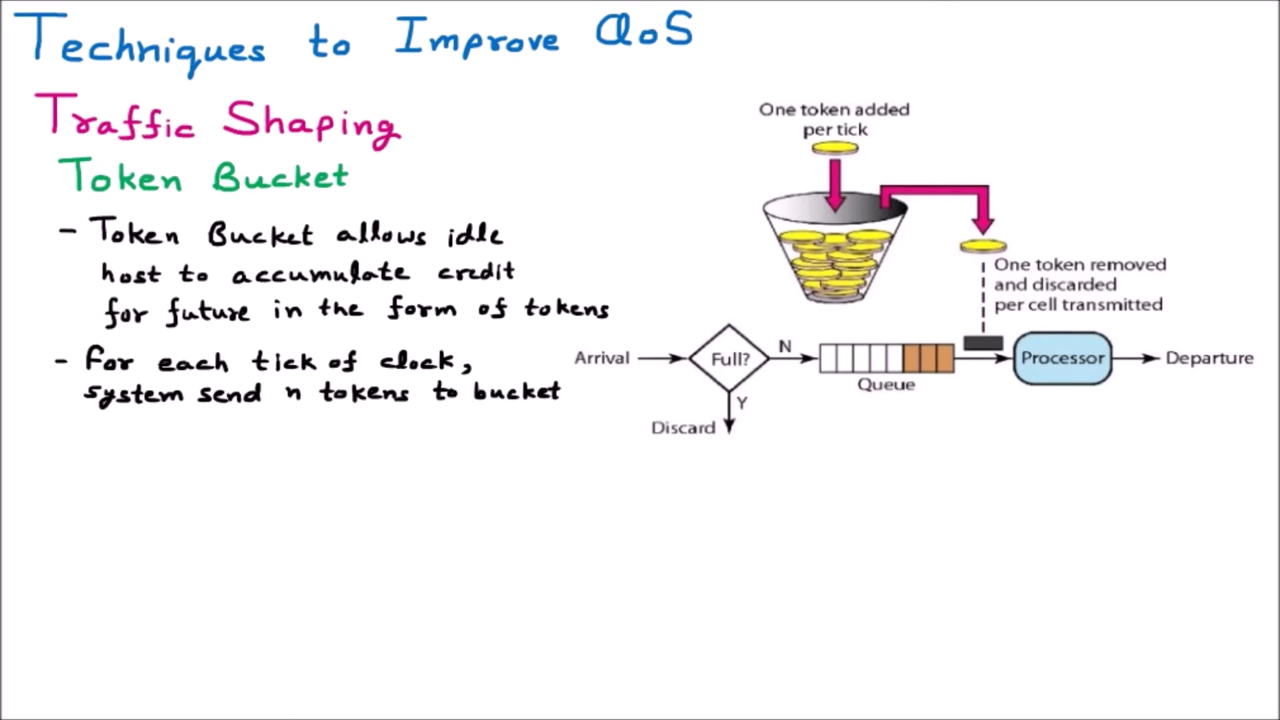 Techniques to Improve QoS
Traffic Shaping
Token Bucket
- Token Bucket allows idle
host to accumulate credit
for future in the form of tokens
- For each tick of clock,
system send n tokens to bucket
One token added
per tick
One token removed
and discarded
per cell transmitted
Arrival
Full?
N
Queue
Processor
Departure
Y
Discard